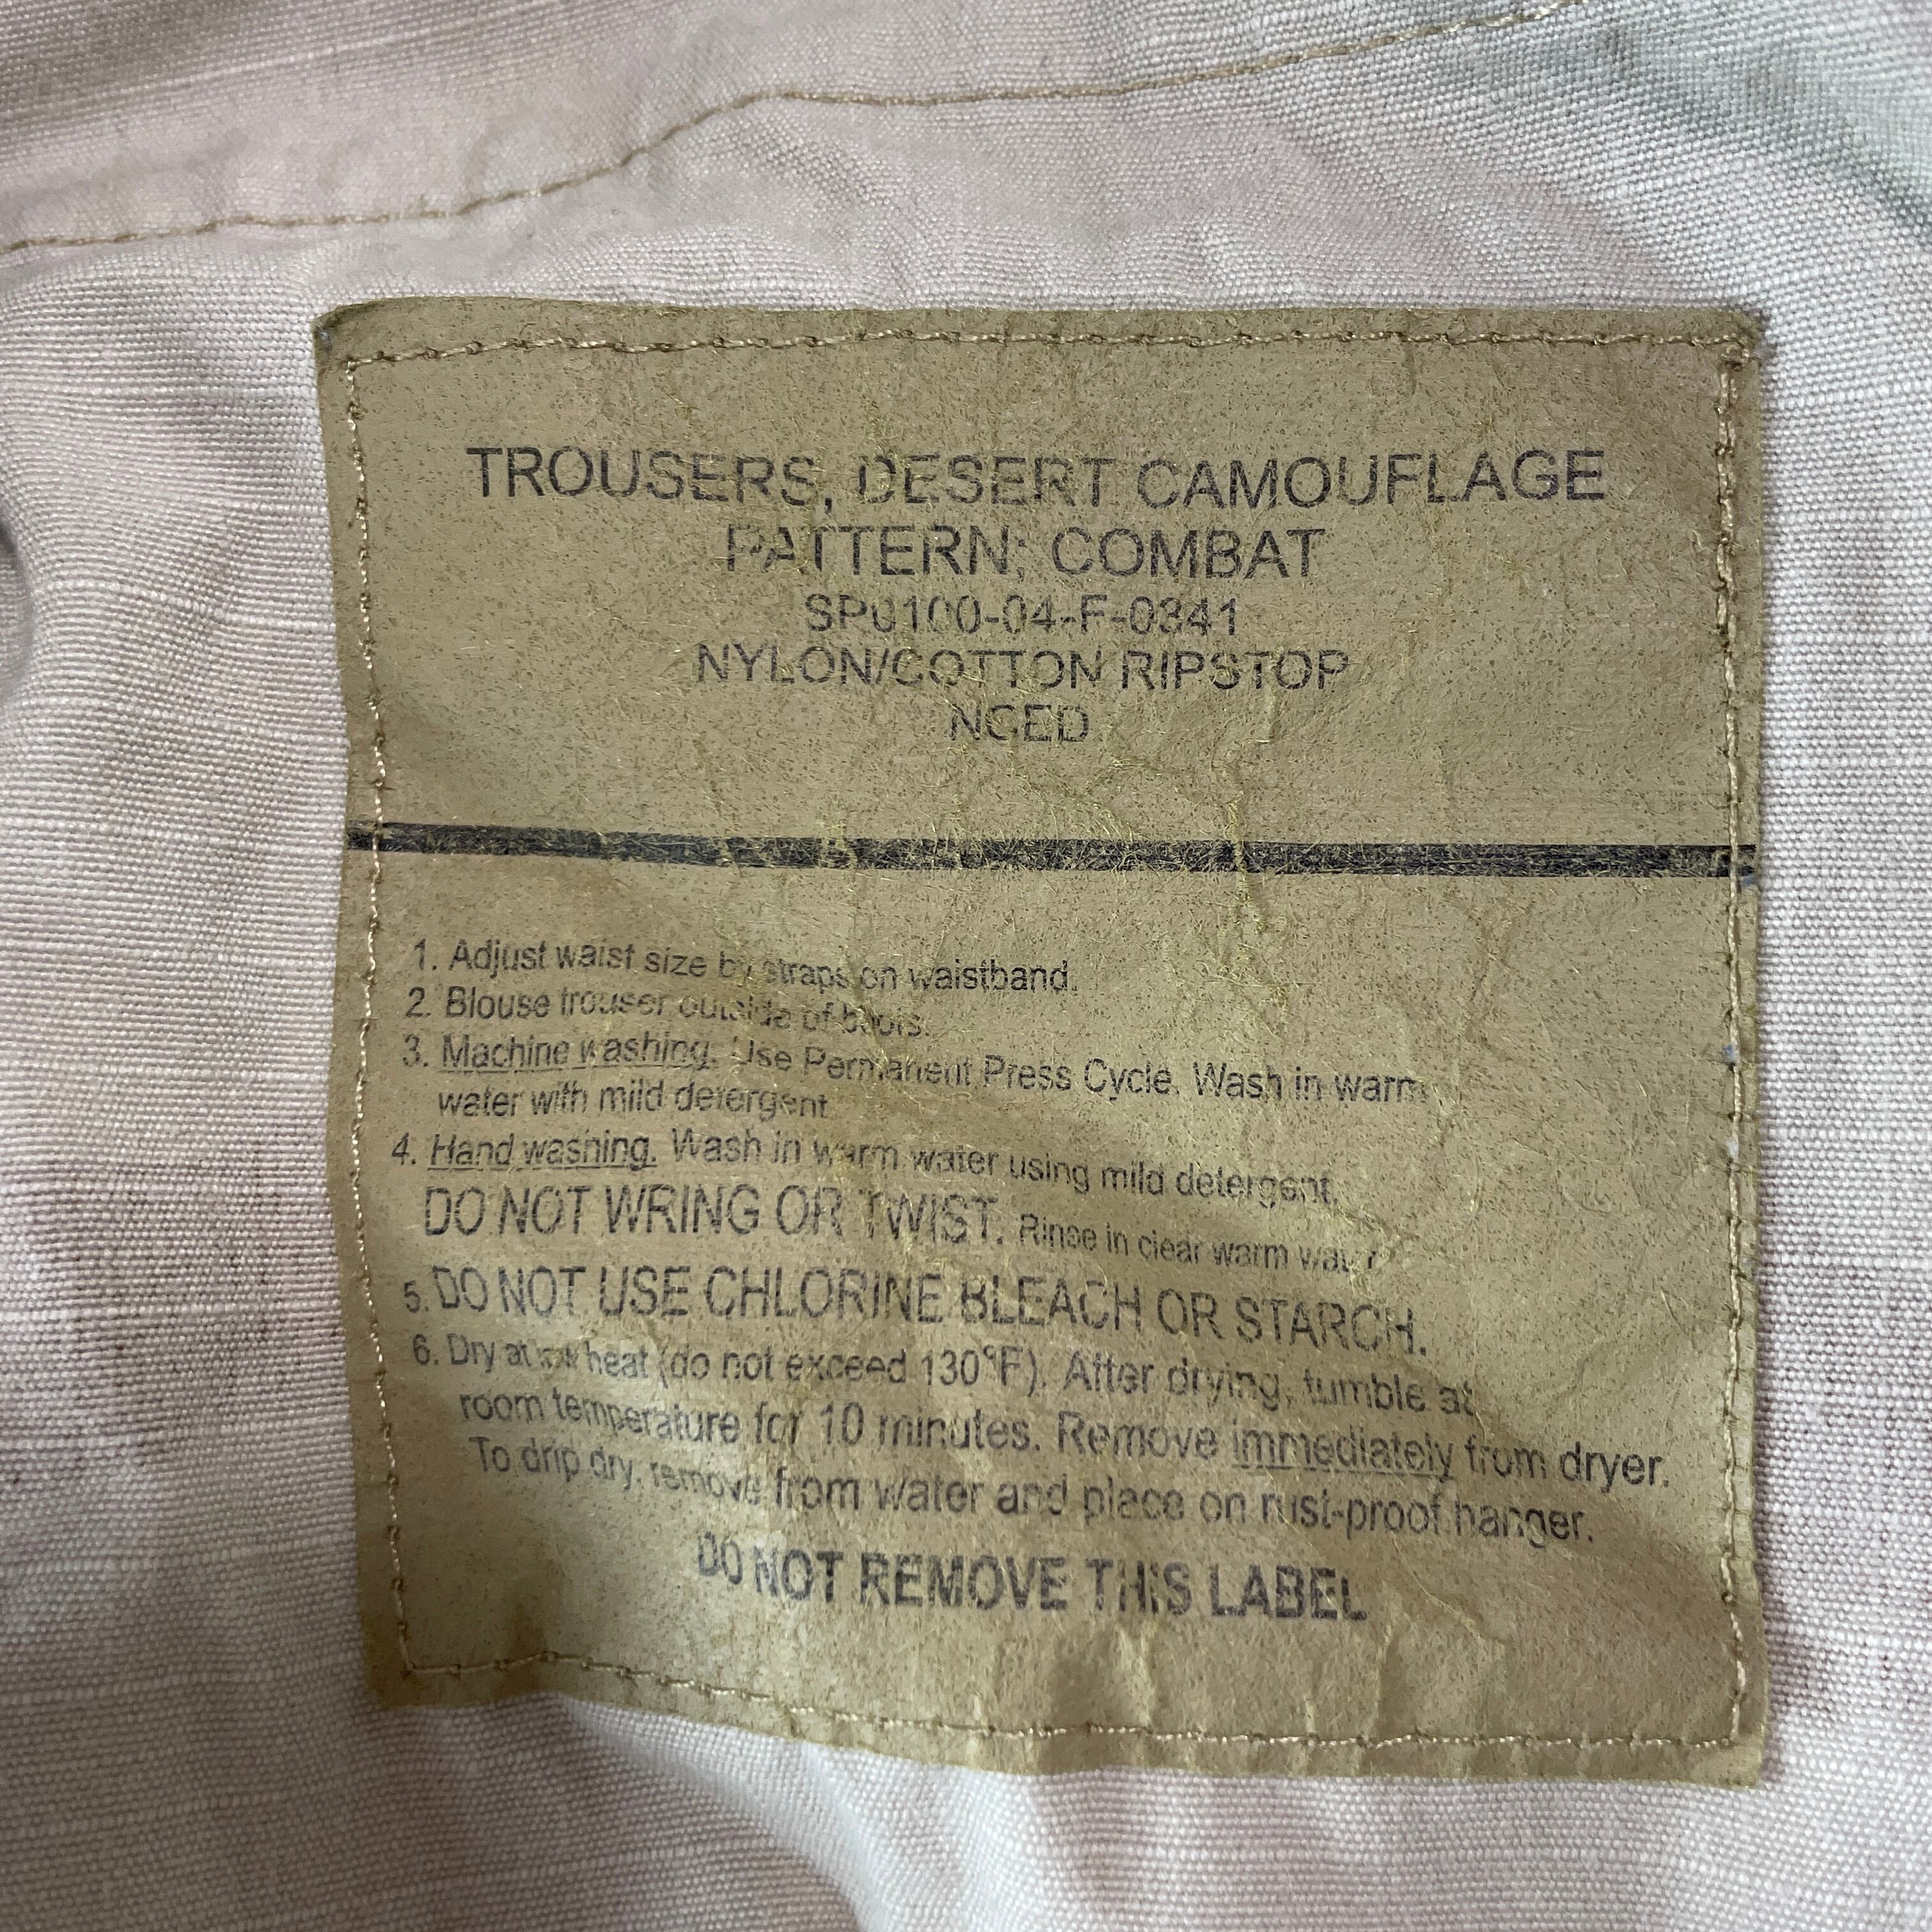 TROUSERS, DESERT CAMOUFLAGE
PATTERN; COMBAT
SP0100-04-F-0341
NYLON/COTTON RIPSTOP
NCED
1. Adjust waist size by straps on waistband.
2. Blouse trouser outside of boots.
3. Machine washing. Use Permanent Press Cycle. Wash in warm
water with mild detergent
4. Hand washing. Wash in warm water using mild detergent.
DO NOT WRING OR TWIST. Rinse in clear warm water
5. DO NOT USE CHLORINE BLEACH OR STARCH.
6. Dry at low heat (do not exceed 130°F). After drying, tumble at
room temperature for 10 minutes. Remove immediately from dryer.
To drip dry, remove from water and place on rust-proof hanger.
DO NOT REMOVE THIS LABEL